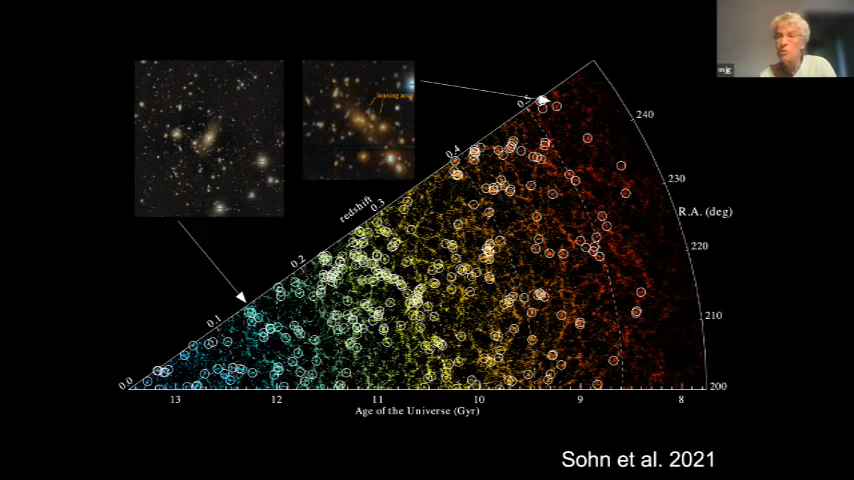 mjg
lensing arcs
0.5
240
0.4
230
redshift
0.3
R.A. (deg)
220
0.2
0.1
210
0.0
200
13 12 11 10 9 8
Age of the Universe (Gyr)
Sohn et al. 2021